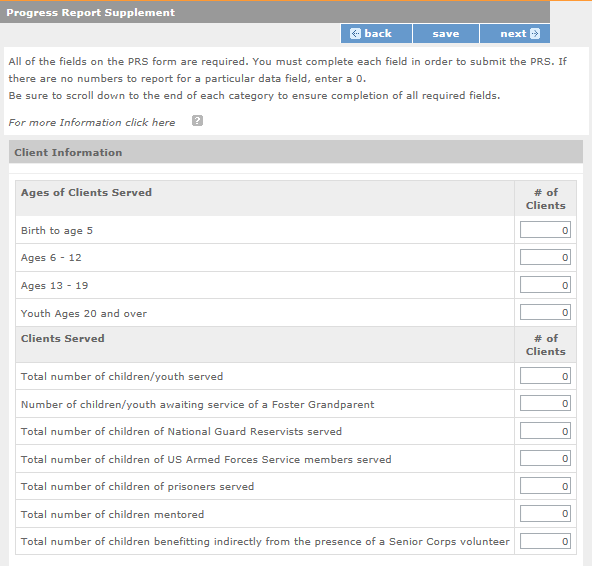 Progress Report Supplement
back save next
All of the fields on the PRS form are required. You must complete each field in order to submit the PRS. If
there are no numbers to report for a particular data field, enter a 0.
Be sure to scroll down to the end of each category to ensure completion of all required fields.
For more Information click here ?
Client Information
Ages of Clients Served # of
Clients
Birth to age 5 0
Ages 6 - 12 0
Ages 13 - 19 0
Youth Ages 20 and over 0
Clients Served # of
Clients
Total number of children/youth served 0
Number of children/youth awaiting service of a Foster Grandparent 0
Total number of children of National Guard Reservists served 0
Total number of children of US Armed Forces Service members served 0
Total number of children of prisoners served 0
Total number of children mentored 0
Total number of children benefitting indirectly from the presence of a Senior Corps volunteer 0